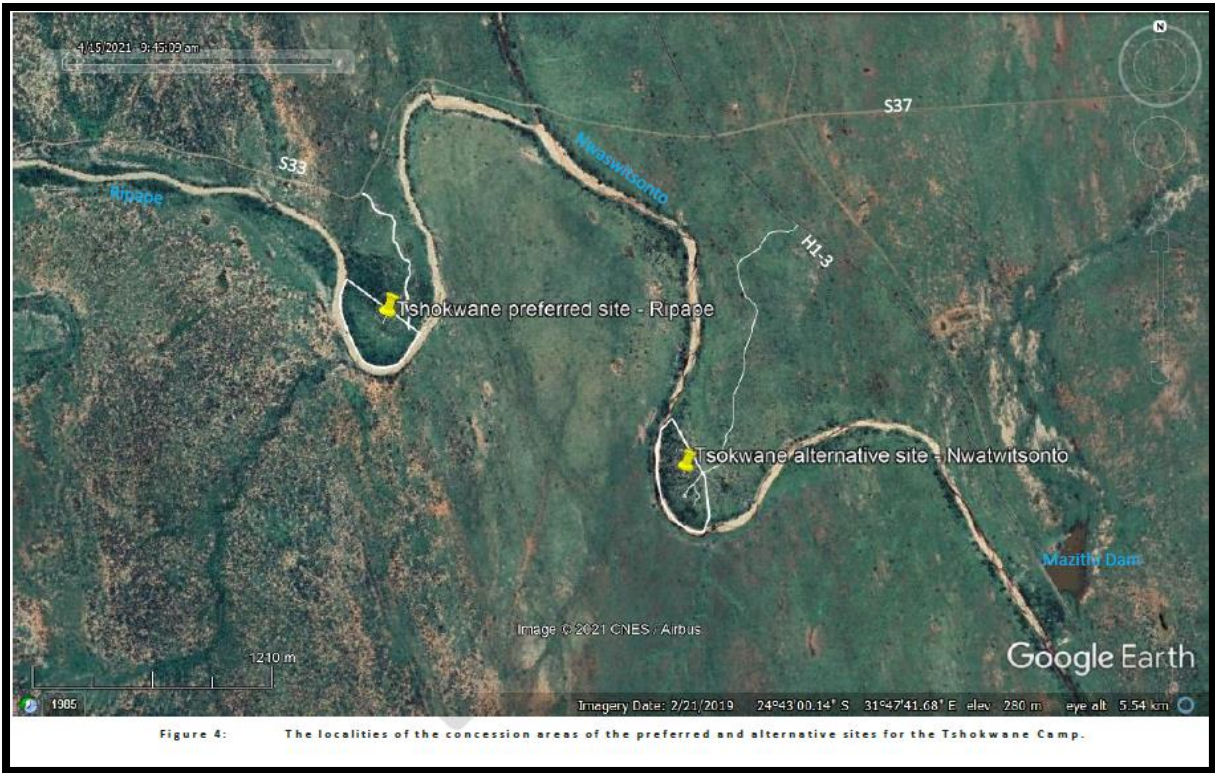 4/15/2021 9:45:09 am
N
S37
Nwaswitsonto
S33
Ripape
H1-3
Tshokwane preferred site - Ripape
Tsokwane alternative site - Nwatwitsonto
Mazithi Dam
Image © 2021 CNES / Airbus
Google Earth
1210 m
1985
Imagery Date: 2/21/2019 24°43'00.14" S 31°47'41.68" E elev 280 m eye alt 5.54 km
Figure 4: The localities of the concession areas of the preferred and alternative sites for the Tshokwane Camp.